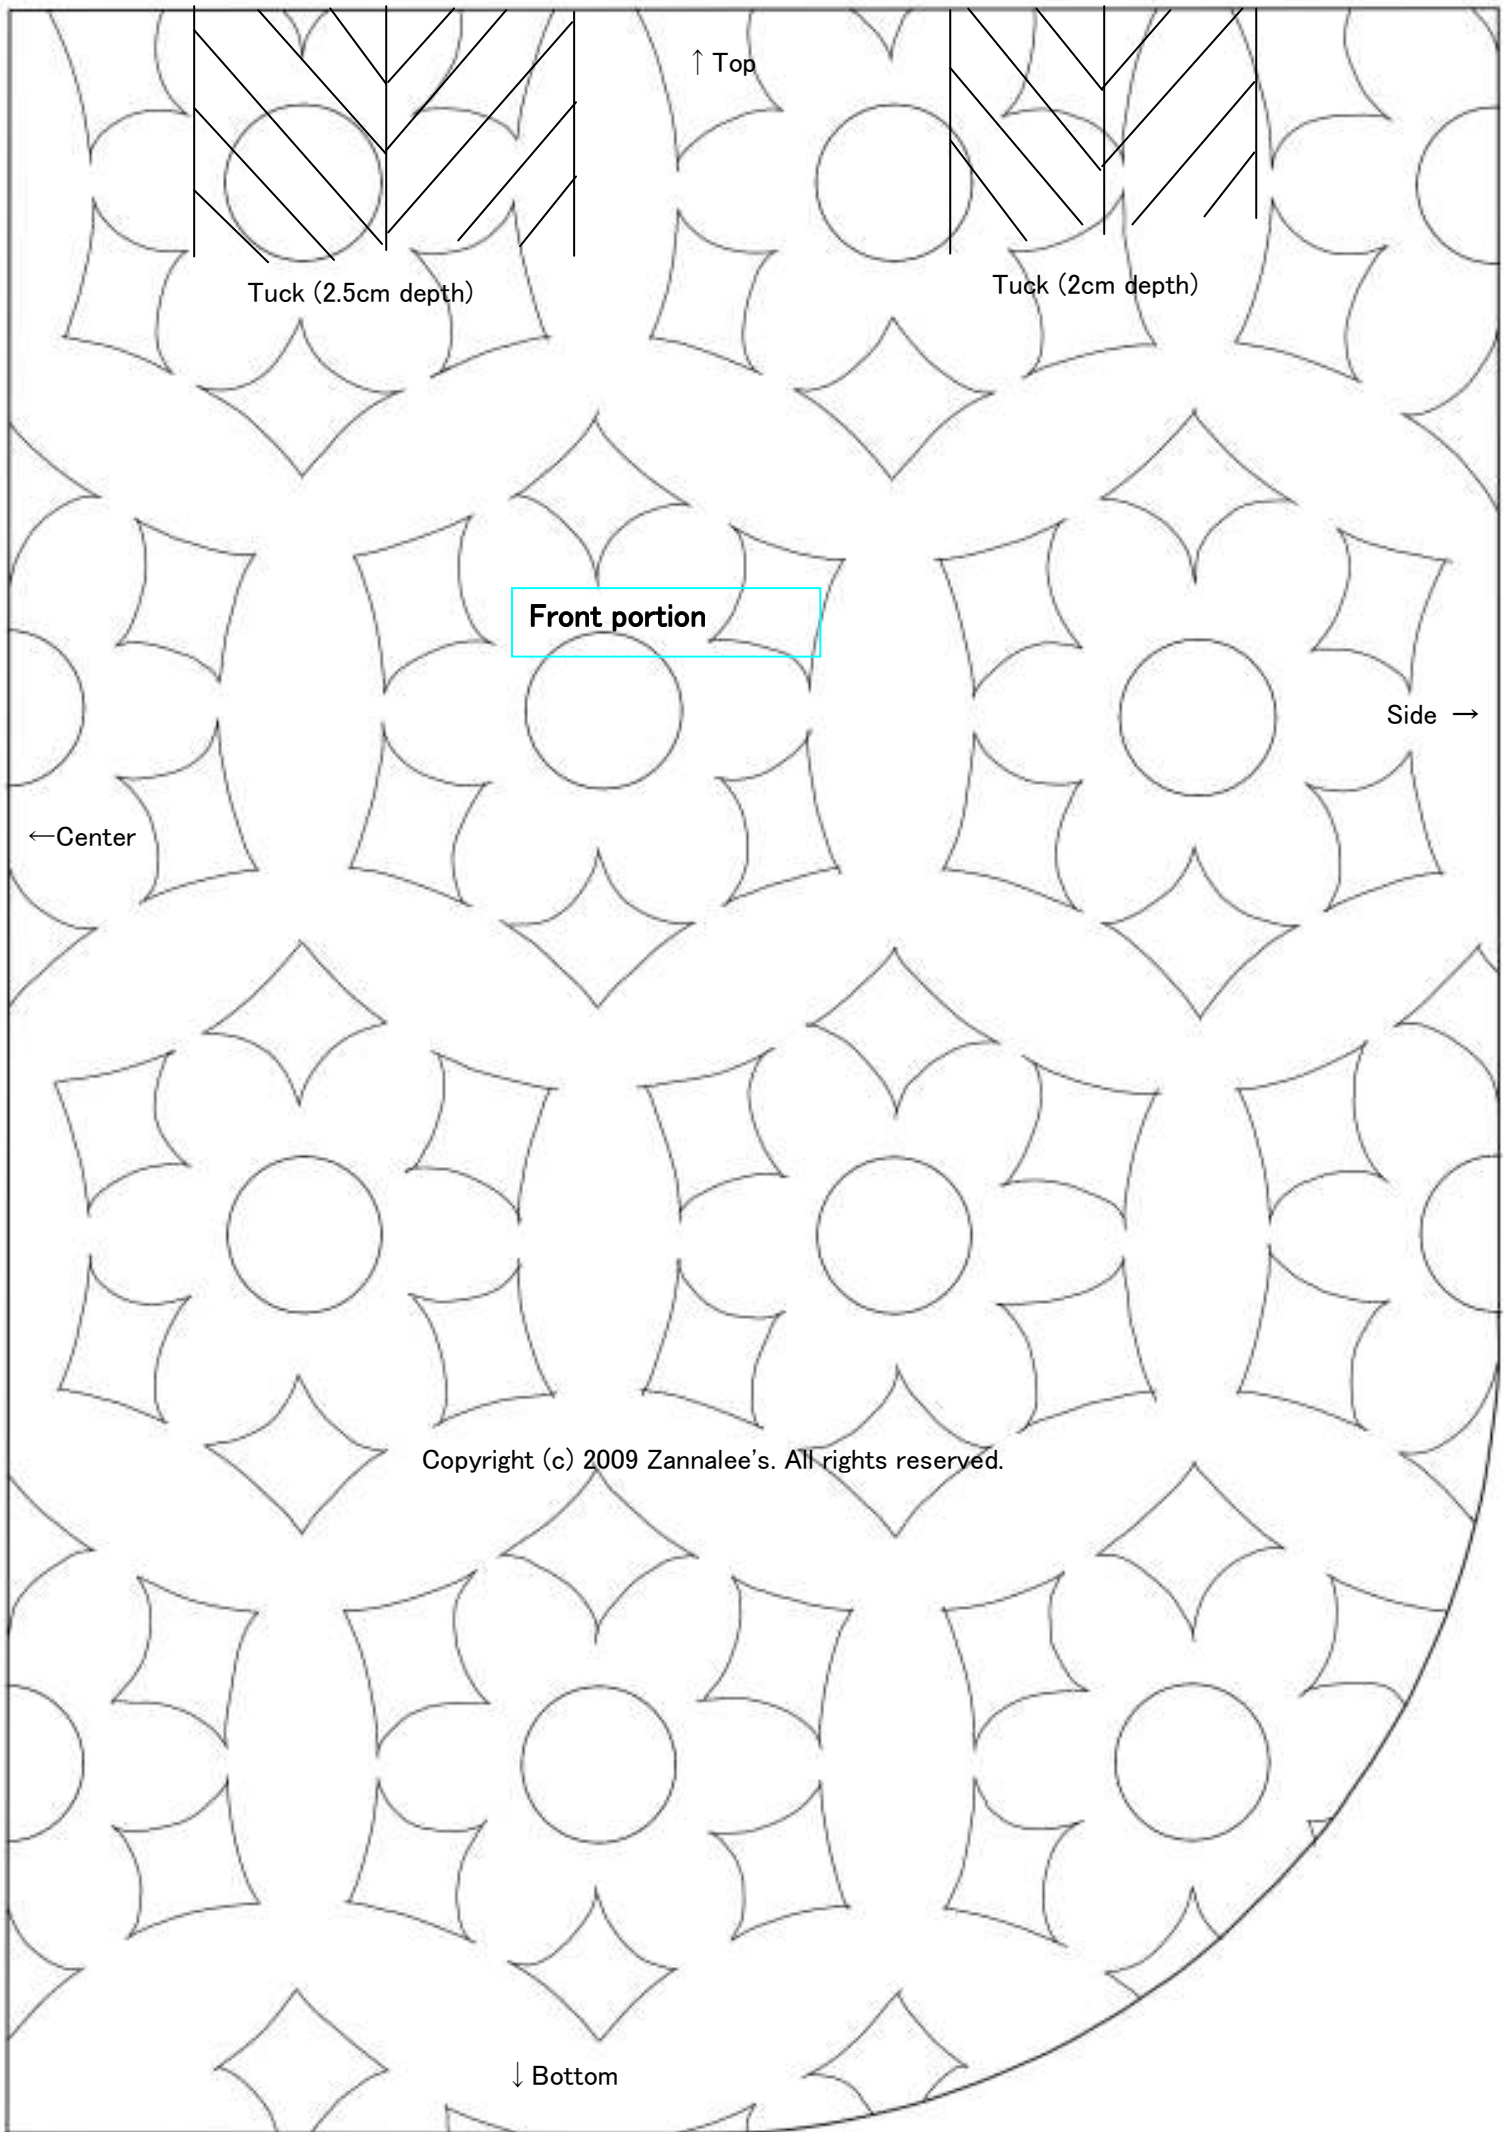 ↑ Top
Tuck (2.5cm depth)
Tuck (2cm depth)
Front portion
Side →
←Center
Copyright (c) 2009 Zannalee's. All rights reserved.
↓ Bottom